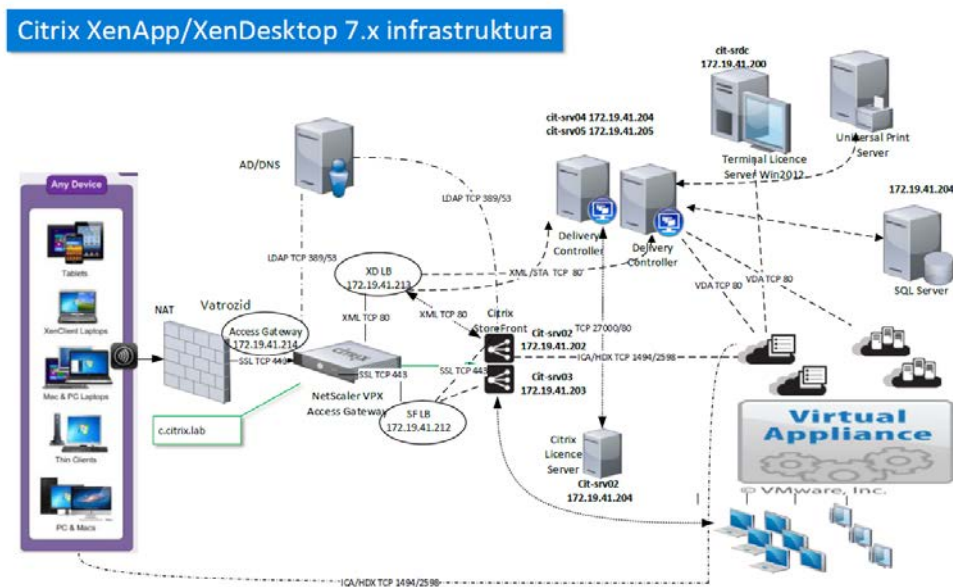 Citrix XenApp/XenDesktop 7.x infrastruktura
cit-srdc
172.19.41.200
cit-srv04 172.19.41.204
cit-srv05 172.19.41.205
Universal Print
Server
Terminal Licence
Server Win2012
AD/DNS
Any Device
172.19.41.204
LDAP TCP 389/53
Delivery
Controller
Delivery
Controller
SQL Server
Tablets
LDAP TCP 389/53
XD LB
172.19.41.213
XML /STA TCP 80
VDA TCP 80
VDA TCP 80
XenClient Laptops
NAT
Vatrozid
Access Gateway
172.19.41.214
XML TCP 80
XML TCP 80
Citrix
StoreFront
TCP 27000/80
Cit-srv02
172.19.41.202
ICA/HDX TCP 1494/2598
Mac & PC Laptops
SSL TCP 443
CITRIX
SSL TCP 443
SSL TCP 443
Cit-srv03
172.19.41.203
NetScaler VPX
Access Gateway
SF LB
172.19.41.212
c.citrix.lab
Thin Clients
Citrix
Licence
Server
Cit-srv02
172.19.41.204
Virtual
Appliance
© VMware, Inc.
PC & Macs
ICA/HDX TCP 1494/2598